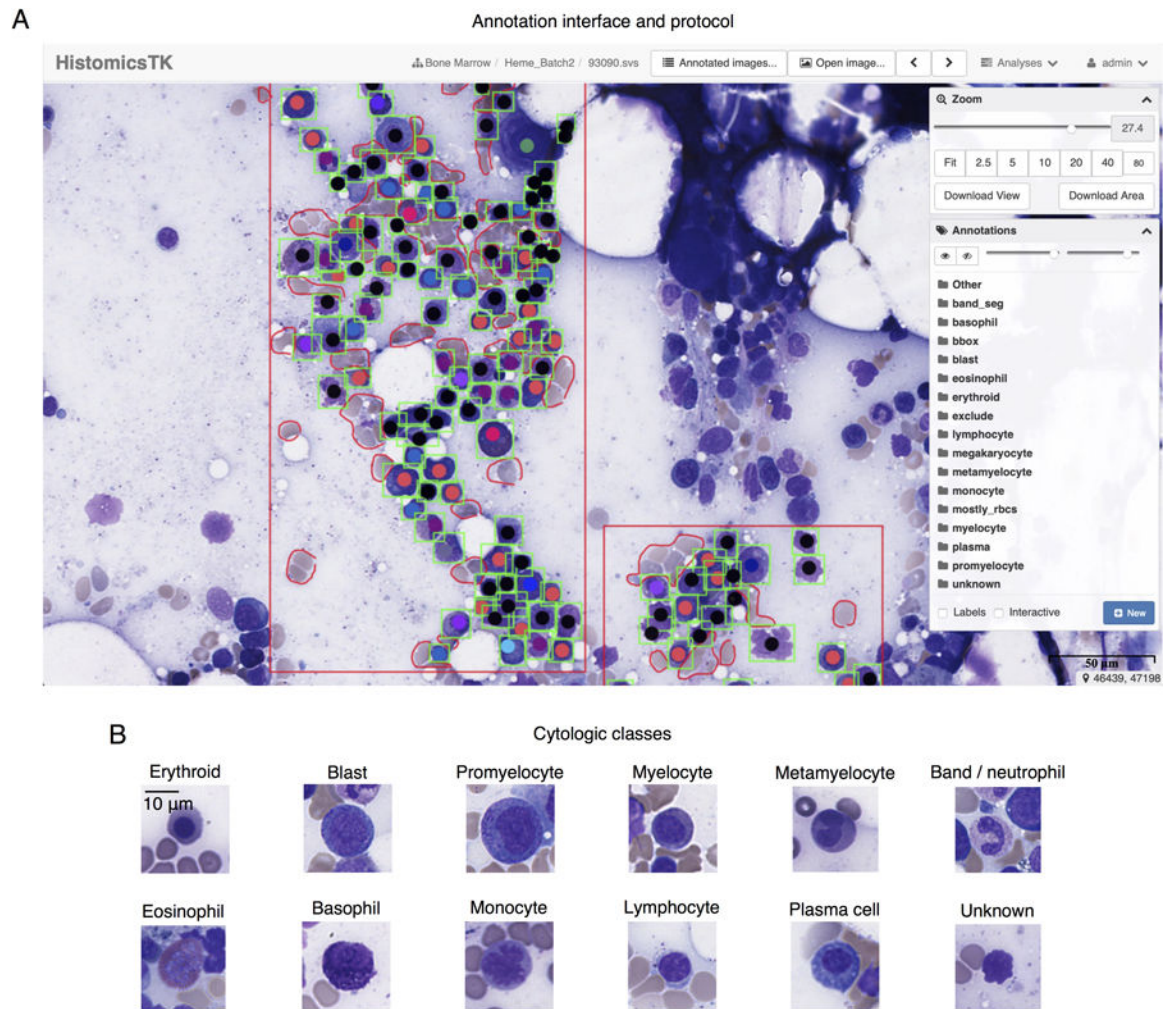 A
Annotation interface and protocol
HistomicsTK
Bone Marrow / Heme_Batch2 / 93090.svs
Annotated images...
Open image...
Analyses
admin
Zoom
27.4
Fit 2.5 5 10 20 40 80
Download View Download Area
Annotations
Other
band_seg
basophil
bbox
blast
eosinophil
erythroid
exclude
lymphocyte
megakaryocyte
metamyelocyte
monocyte
mostly_rbcs
myelocyte
plasma
promyelocyte
unknown
Labels Interactive New
50 µm
46439, 47198
B
Cytologic classes
Erythroid Blast Promyelocyte Myelocyte Metamyelocyte Band / neutrophil
10 µm
Eosinophil Basophil Monocyte Lymphocyte Plasma cell Unknown